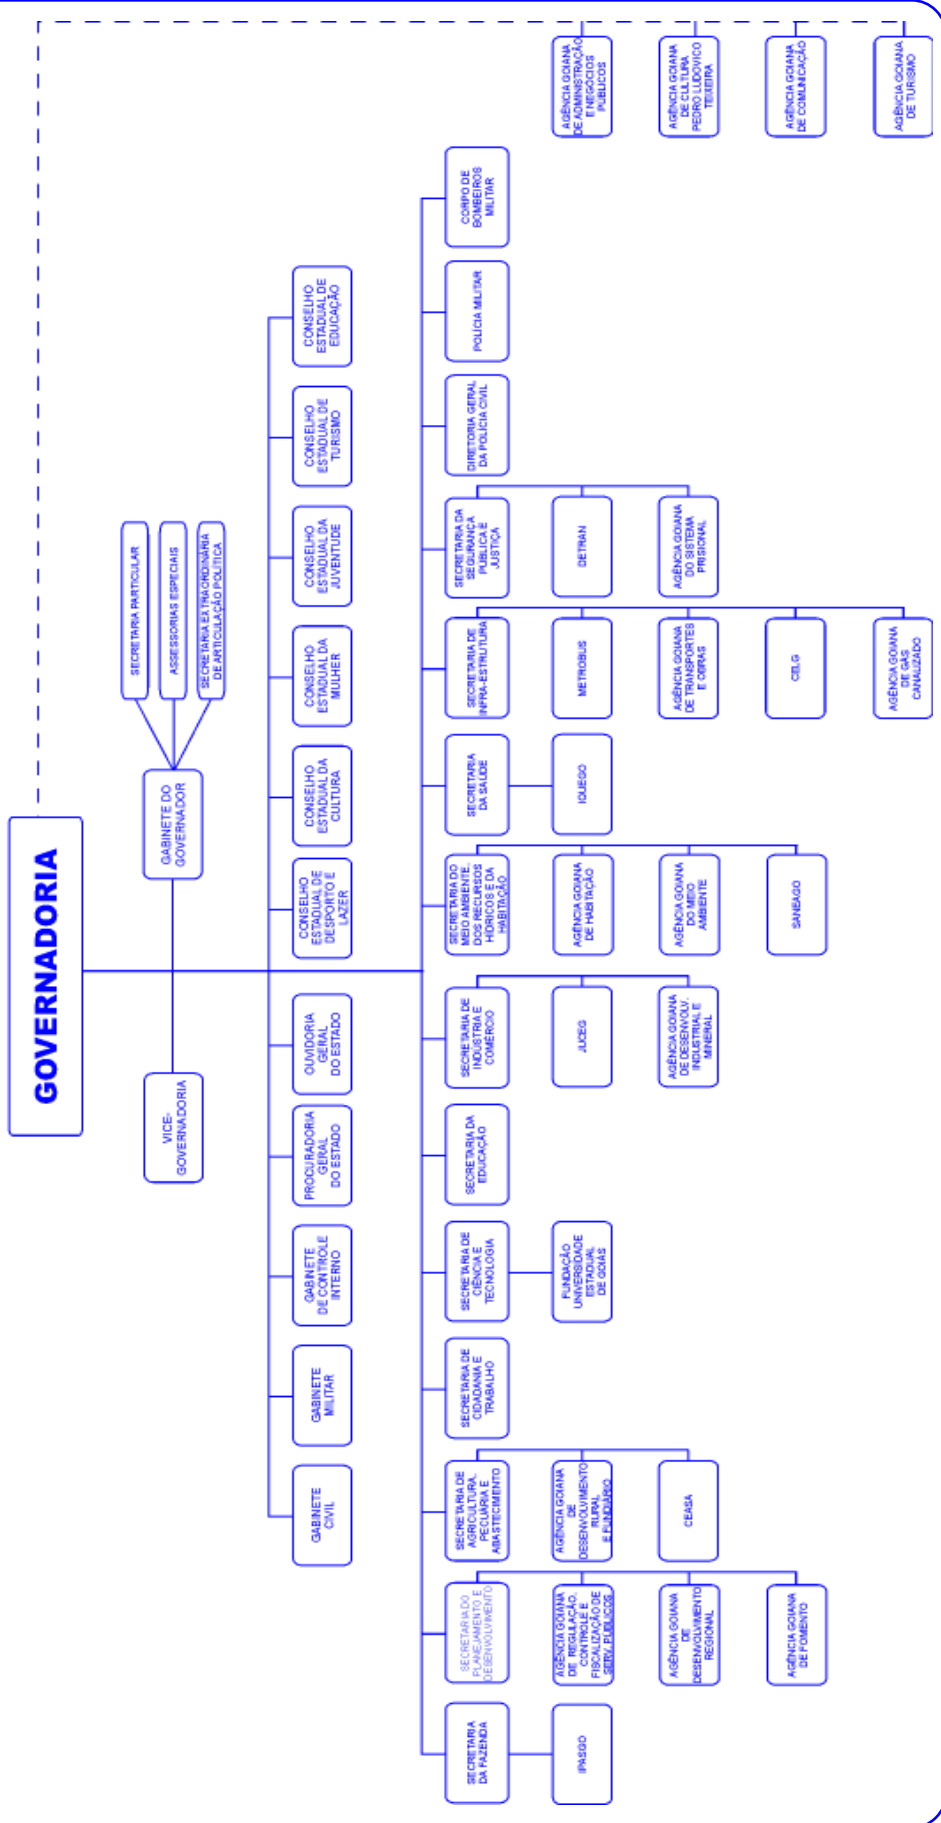 GOVERNADORIA
VICE-
GOVERNADORIA
GABINETE DO
GOVERNADOR
SECRETARIA PARTICULAR
ASSESSORIAS ESPECIAIS
SECRETARIA EXTRAORDINÁRIA
DE ARTICULAÇÃO POLÍTICA
GABINETE
CIVIL
GABINETE
MILITAR
GABINETE
DE CONTROLE
INTERNO
PROCURADORIA
GERAL
DO ESTADO
OUVIDORIA
GERAL
DO ESTADO
CONSELHO
ESTADUAL DE
DESPORTO E
LAZER
CONSELHO
ESTADUAL DA
CULTURA
CONSELHO
ESTADUAL DA
MULHER
CONSELHO
ESTADUAL DA
JUVENTUDE
CONSELHO
ESTADUAL DE
TURISMO
CONSELHO
ESTADUAL DE
EDUCAÇÃO
SECRETARIA
DA FAZENDA
SECRETARIA DO
PLANEJAMENTO E
DESENVOLVIMENTO
SECRETARIA DE
AGRICULTURA,
PECUÁRIA E
ABASTECIMENTO
SECRETARIA DE
CIDADANIA E
TRABALHO
SECRETARIA DE
CIÊNCIA E
TECNOLOGIA
SECRETARIA DA
EDUCAÇÃO
SECRETARIA DE
INDÚSTRIA E
COMÉRCIO
SECRETARIA DO
MEIO AMBIENTE,
DOS RECURSOS
HÍDRICOS E DA
HABITAÇÃO
SECRETARIA
DA SAÚDE
SECRETARIA DE
INFRA-ESTRUTURA
SECRETARIA DA
SEGURANÇA
PÚBLICA E
JUSTIÇA
DIRETORIA GERAL
DA POLÍCIA CIVIL
POLÍCIA MILITAR
CORPO DE
BOMBEIROS
MILITAR
IPASGO
AGÊNCIA GOIANA
DE REGULAÇÃO,
CONTROLE E
FISCALIZAÇÃO DE
SERV. PÚBLICOS
AGÊNCIA GOIANA
DE
DESENVOLVIMENTO
RURAL
E FUNDIÁRIO
FUNDAÇÃO
UNIVERSIDADE
ESTADUAL
DE GOIÁS
JUCEG
AGÊNCIA GOIANA
DE HABITAÇÃO
IQUEGO
METROBUS
DETRAN
AGÊNCIA GOIANA
DE ADMINISTRAÇÃO
E NEGÓCIOS
PÚBLICOS
AGÊNCIA GOIANA
DE
DESENVOLVIMENTO
REGIONAL
CEASA
AGÊNCIA GOIANA
DE DESENVOLV.
INDUSTRIAL E
MINERAL
AGÊNCIA GOIANA
DO MEIO
AMBIENTE
AGÊNCIA GOIANA
DE TRANSPORTES
E OBRAS
AGÊNCIA GOIANA
DO SISTEMA
PRISIONAL
AGÊNCIA GOIANA
DE CULTURA
PEDRO LUDOVICO
TEIXEIRA
AGÊNCIA GOIANA
DE FOMENTO
SANEAGO
CELG
AGÊNCIA GOIANA
DE COMUNICAÇÃO
AGÊNCIA GOIANA
DE GÁS
CANALIZADO
AGÊNCIA GOIANA
DE TURISMO